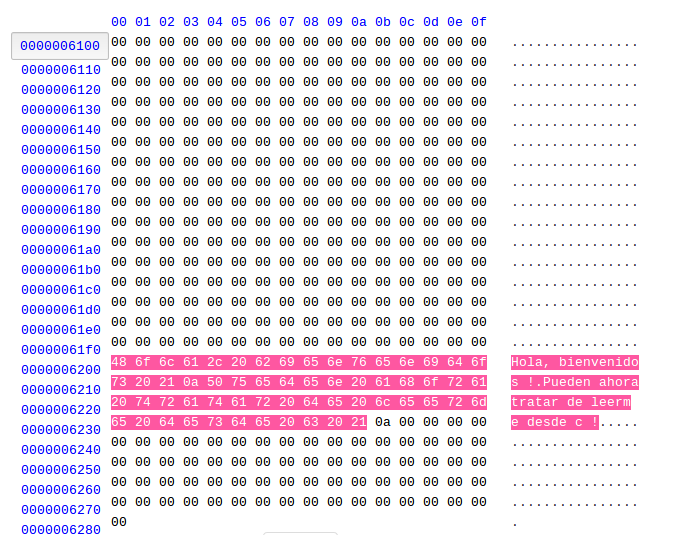 00 01 02 03 04 05 06 07 08 09 0a 0b 0c 0d 0e 0f
0000006100 00 00 00 00 00 00 00 00 00 00 00 00 00 00 00 00 ................
0000006110 00 00 00 00 00 00 00 00 00 00 00 00 00 00 00 00 ................
0000006120 00 00 00 00 00 00 00 00 00 00 00 00 00 00 00 00 ................
0000006130 00 00 00 00 00 00 00 00 00 00 00 00 00 00 00 00 ................
0000006140 00 00 00 00 00 00 00 00 00 00 00 00 00 00 00 00 ................
0000006150 00 00 00 00 00 00 00 00 00 00 00 00 00 00 00 00 ................
0000006160 00 00 00 00 00 00 00 00 00 00 00 00 00 00 00 00 ................
0000006170 00 00 00 00 00 00 00 00 00 00 00 00 00 00 00 00 ................
0000006180 00 00 00 00 00 00 00 00 00 00 00 00 00 00 00 00 ................
0000006190 00 00 00 00 00 00 00 00 00 00 00 00 00 00 00 00 ................
00000061a0 00 00 00 00 00 00 00 00 00 00 00 00 00 00 00 00 ................
00000061b0 00 00 00 00 00 00 00 00 00 00 00 00 00 00 00 00 ................
00000061c0 00 00 00 00 00 00 00 00 00 00 00 00 00 00 00 00 ................
00000061d0 00 00 00 00 00 00 00 00 00 00 00 00 00 00 00 00 ................
00000061e0 00 00 00 00 00 00 00 00 00 00 00 00 00 00 00 00 ................
00000061f0 00 00 00 00 00 00 00 00 00 00 00 00 00 00 00 00 ................
0000006200 48 6f 6c 61 2c 20 62 69 65 6e 76 65 6e 69 64 6f Hola, bienvenido
0000006210 73 20 21 0a 50 75 65 64 65 6e 20 61 68 6f 72 61 s !.Pueden ahora
0000006220 20 74 72 61 74 61 72 20 64 65 20 6c 65 65 72 6d tratar de leerm
0000006230 65 20 64 65 73 64 65 20 63 20 21 0a 00 00 00 00 e desde c !.....
0000006240 00 00 00 00 00 00 00 00 00 00 00 00 00 00 00 00 ................
0000006250 00 00 00 00 00 00 00 00 00 00 00 00 00 00 00 00 ................
0000006260 00 00 00 00 00 00 00 00 00 00 00 00 00 00 00 00 ................
0000006270 00 00 00 00 00 00 00 00 00 00 00 00 00 00 00 00 ................
0000006280 00 .